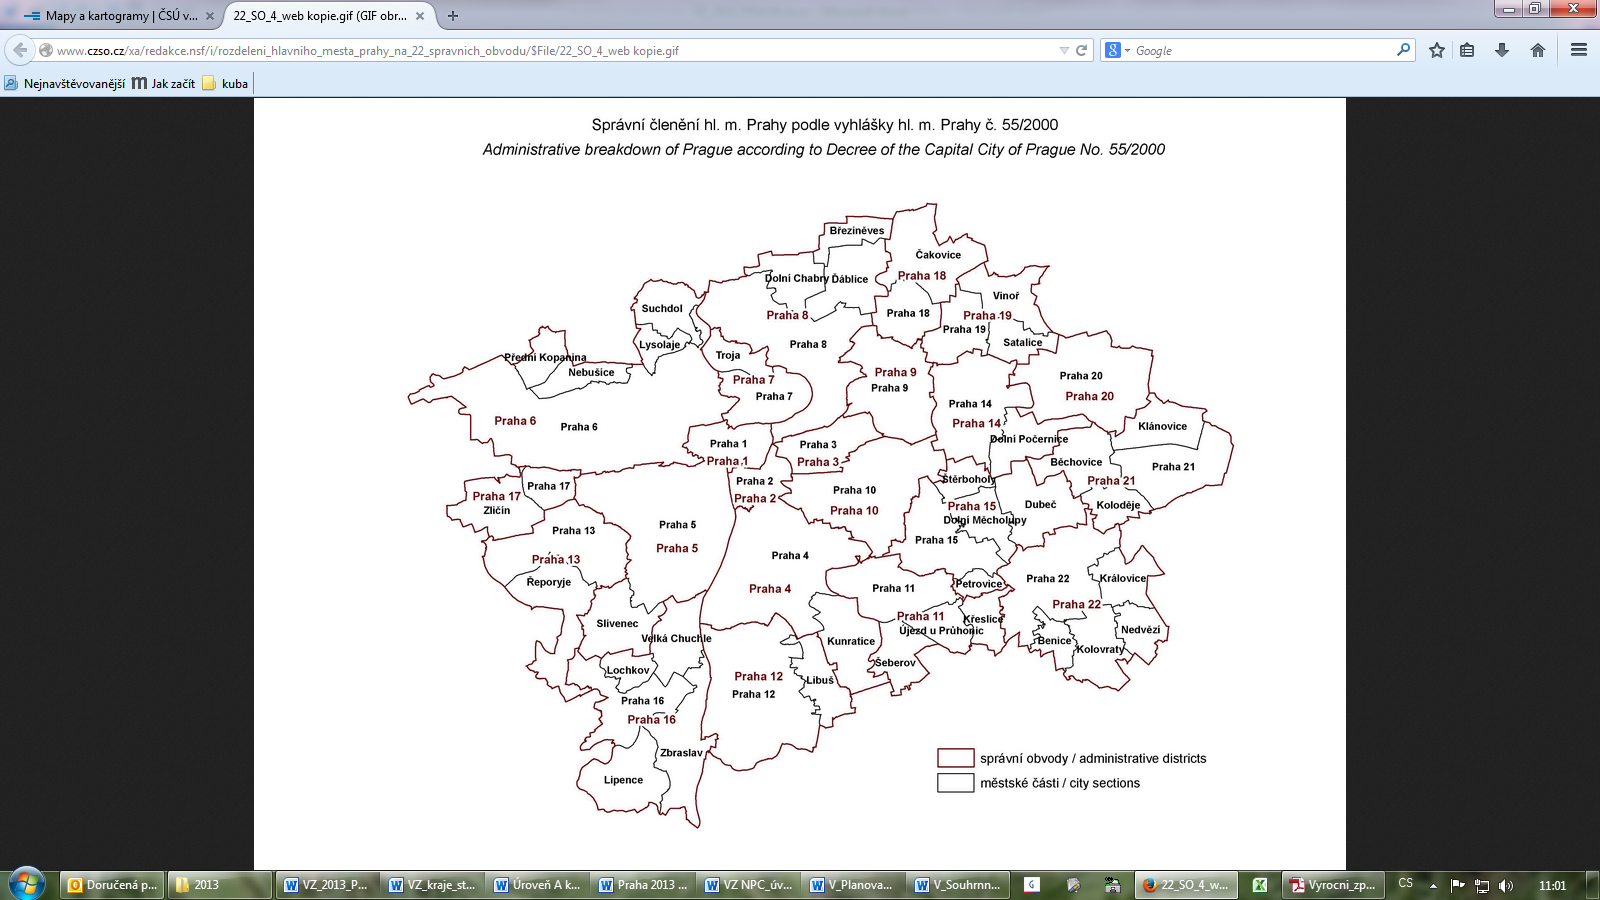 Mapy a kartogramy | ČSÚ v...
22_SO_4_web kopie.gif (GIF obr...
www.czso.cz/xa/redakce.nsf/i/rozdeleni_hlavniho_mesta_prahy_na_22_spravnich_obvodu/$File/22_SO_4_web kopie.gif
Google
Nejnavštěvovanější
Jak začít
kuba
Správní členění hl. m. Prahy podle vyhlášky hl. m. Prahy č. 55/2000
Administrative breakdown of Prague according to Decree of the Capital City of Prague No. 55/2000
Březiněves
Čakovice
Praha 18
Dolní Chabry
Ďáblice
Vinoř
Suchdol
Praha 8
Praha 18
Praha 19
Praha 19
Lysolaje
Praha 8
Satalice
Troja
Přední Kopanina
Nebušice
Praha 7
Praha 9
Praha 9
Praha 20
Praha 20
Praha 7
Praha 14
Praha 6
Praha 6
Praha 14
Klánovice
Praha 1
Praha 3
Dolní Počernice
Praha 1
Praha 3
Běchovice
Praha 21
Praha 2
Štěrboholy
Praha 21
Praha 17
Praha 17
Zličín
Praha 2
Praha 10
Praha 10
Praha 15
Dubeč
Koloděje
Praha 5
Dolní Měcholupy
Praha 13
Praha 15
Praha 5
Praha 4
Praha 13
Řeporyje
Praha 4
Praha 11
Petrovice
Praha 22
Královice
Praha 22
Praha 11
Křeslice
Slivenec
Újezd u Průhonic
Nedvězí
Velká Chuchle
Kunratice
Benice
Kolovraty
Šeberov
Lochkov
Praha 12
Libuš
Praha 12
Praha 16
Praha 16
Zbraslav
Lipence
správní obvody / administrative districts
městské části / city sections
Doručená p...
2013
VZ_2013_P...
VZ_kraje_st...
Úroveň A k...
Praha 2013 ...
VZ NPC_úv...
V_Planova...
V_Souhrnn...
22_SO_4_w...
Vyrocni_zp...
CS
11:01